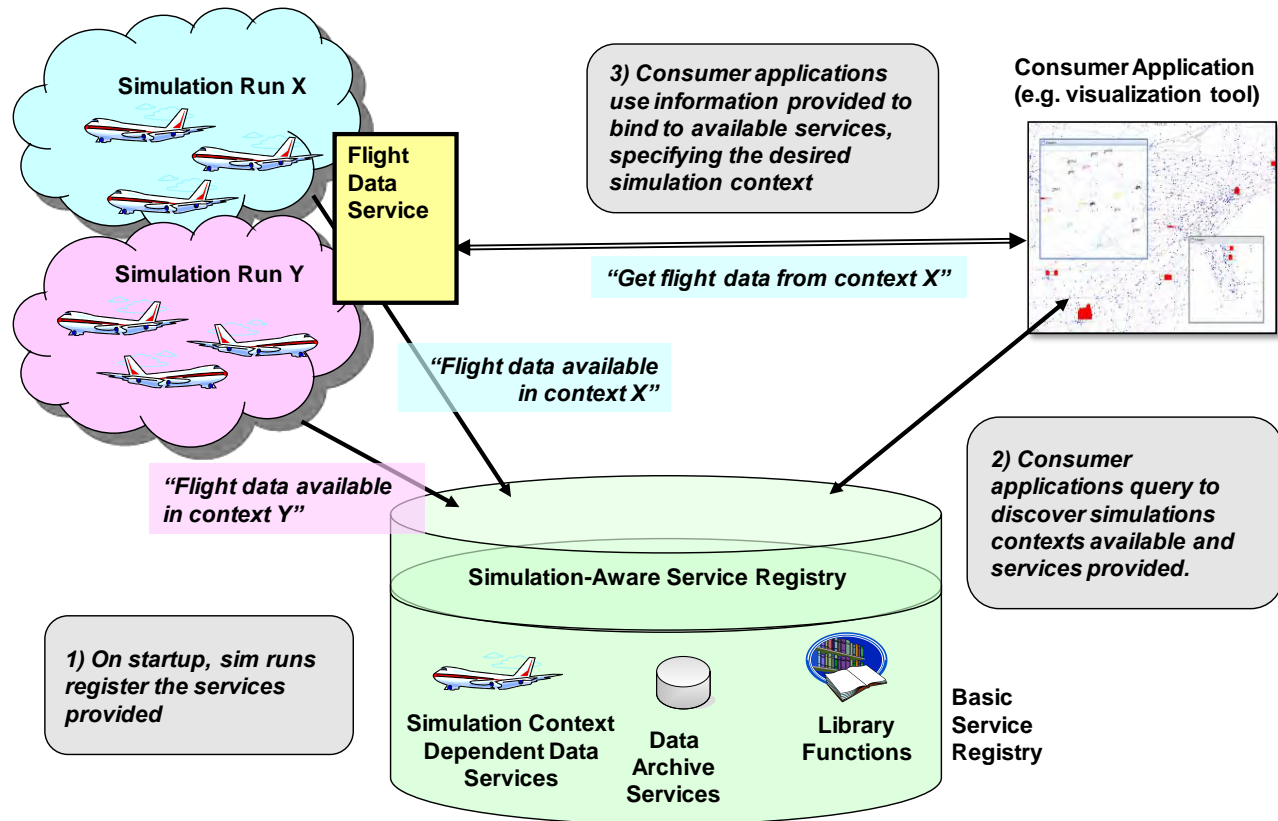 Simulation Run X
Flight
Data
Service
3) Consumer applications
use information provided to
bind to available services,
specifying the desired
simulation context
Consumer Application
(e.g. visualization tool)
Simulation Run Y
“Get flight data from context X”
“Flight data available
in context X”
“Flight data available
in context Y”
2) Consumer
applications query to
discover simulations
contexts available and
services provided.
Simulation-Aware Service Registry
1) On startup, sim runs
register the services
provided
Simulation Context
Dependent Data
Services
Data
Archive
Services
Library
Functions
Basic
Service
Registry